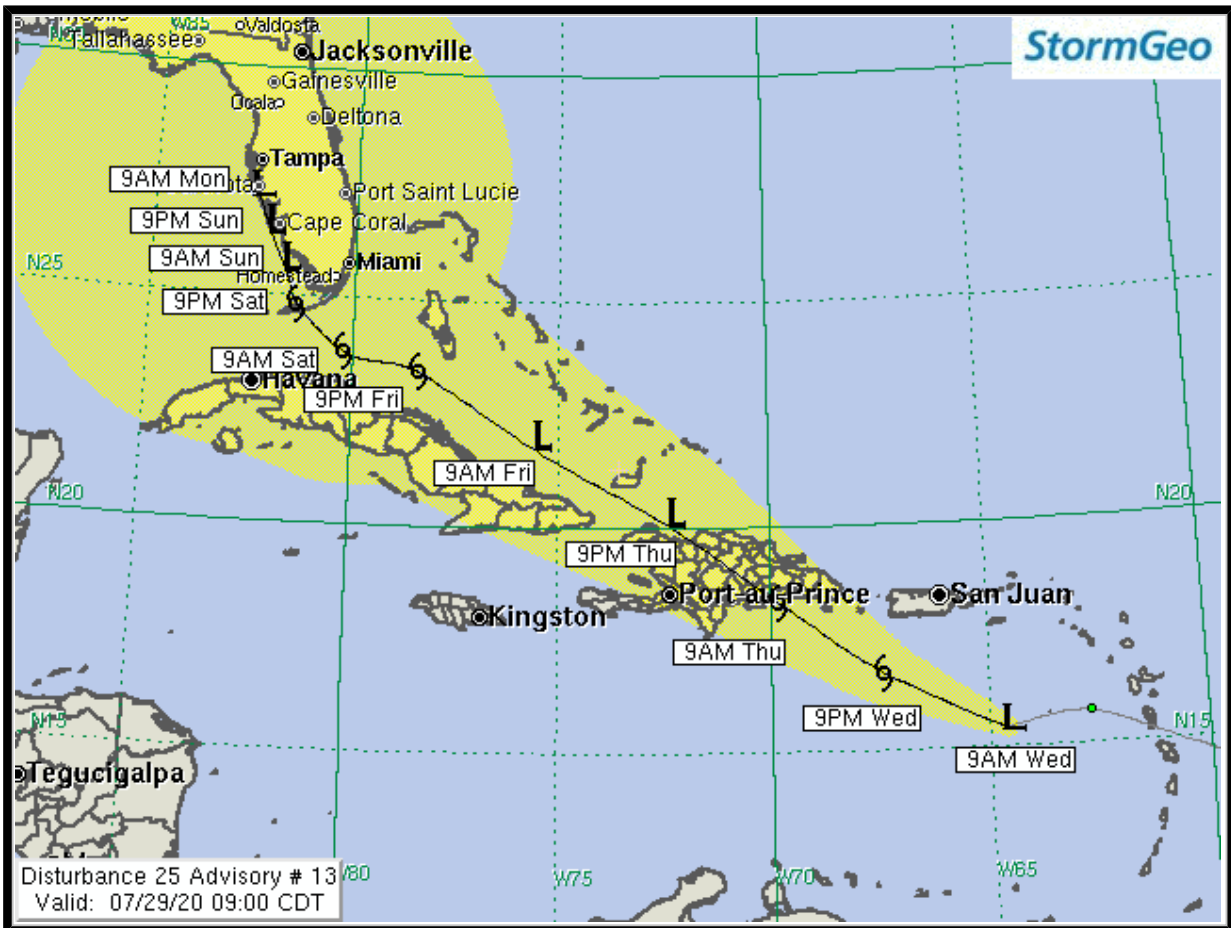 W85
Valdosta
StormGeo
Tallahassee
Jacksonville
Gainesville
Ocala
Deltona
Tampa
9AM Mon
Port Saint Lucie
9PM Sun
Cape Coral
N25
9AM Sun
Miami
Homestead
9PM Sat
9AM Sat
Havana
9PM Fri
L
L
L
9AM Fri
N20
N20
L
9PM Thu
Port-au-Prince
San Juan
Kingston
9AM Thu
9PM Wed
L
N15
N15
9AM Wed
Tegucigalpa
W80
W75
W70
W65
Disturbance 25 Advisory # 13
Valid: 07/29/20 09:00 CDT